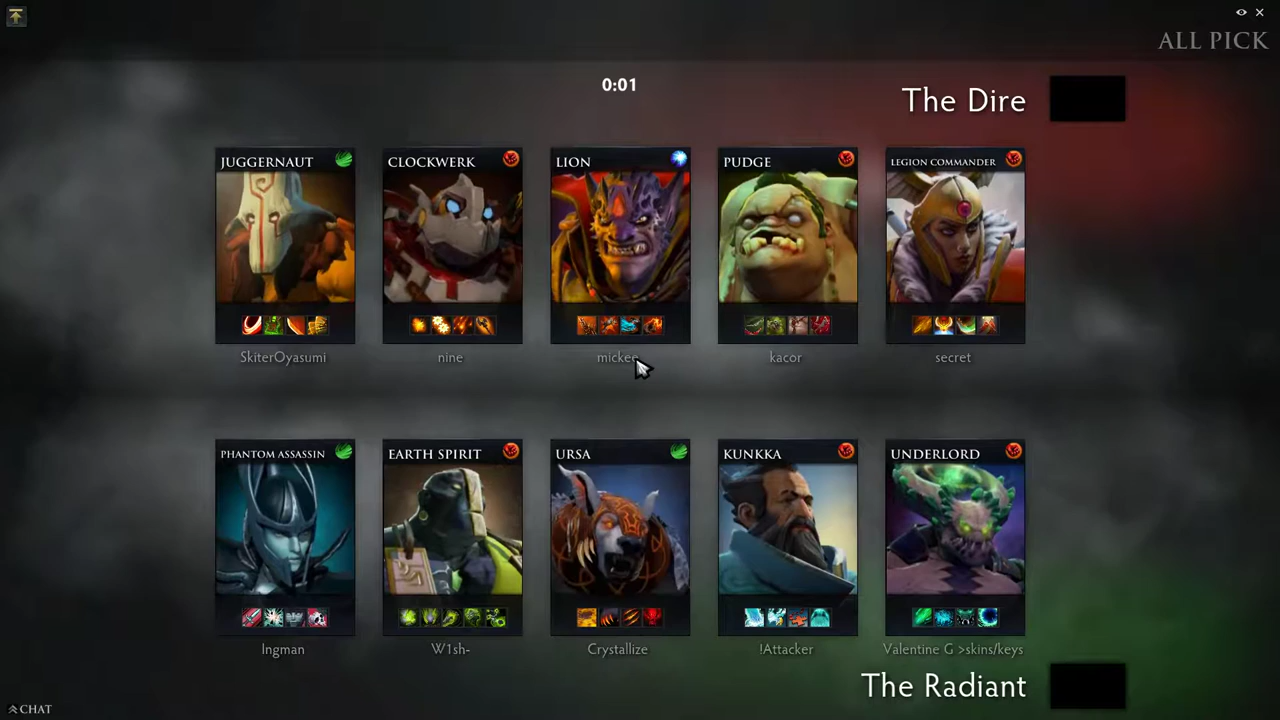 ALL PICK
0:01
The Dire
JUGGERNAUT
CLOCKWERK
LION
PUDGE
LEGION COMMANDER
SkiterOyasumi
nine
mickee
kacor
secret
PHANTOM ASSASSIN
EARTH SPIRIT
URSA
KUNKKA
UNDERLORD
Ingman
W1sh-
Crystallize
!Attacker
Valentine G >skins/keys
The Radiant
CHAT